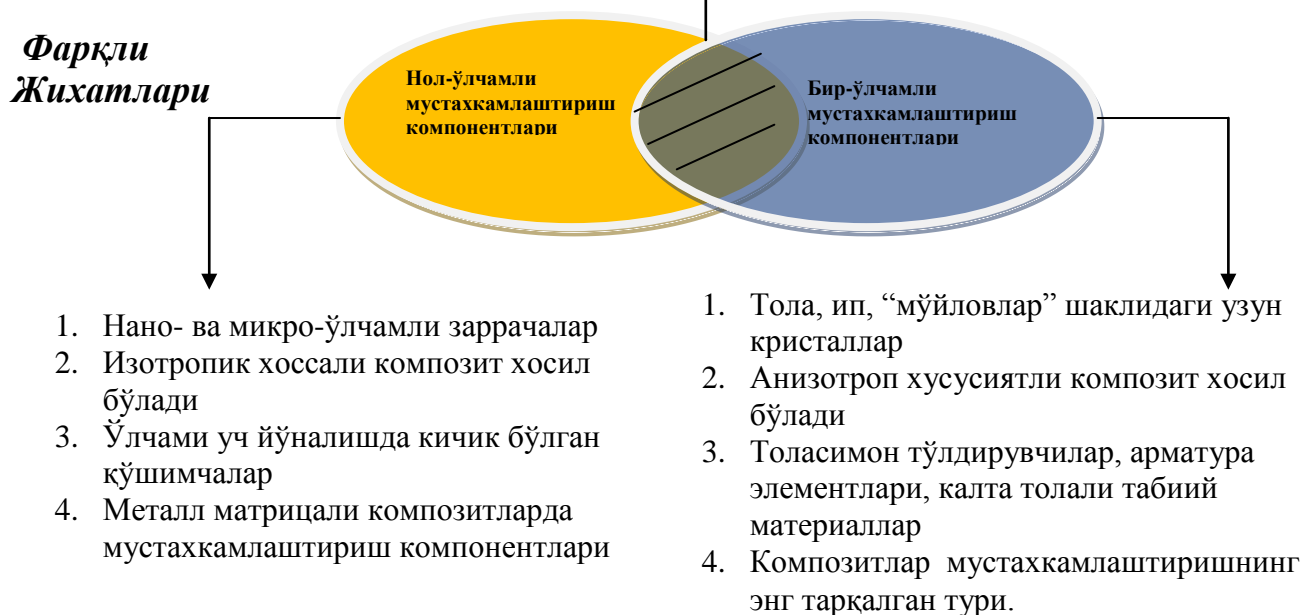 Фарқли
Жихатлари
Нол-ўлчамли
мустахкамлаштириш
компонентлари
Бир-ўлчамли
мустахкамлаштириш
компонентлари
1. Нано- ва микро-ўлчамли заррачалар
2. Изотропик хоссали композит хосил
бўлади
3. Ўлчами уч йўналишда кичик бўлган
қўшимчалар
4. Металл матрицали композитларда
мустахкамлаштириш компонентлари
1. Тола, ип, “мўйловлар” шаклидаги узун
кристаллар
2. Анизотроп хусусиятли композит хосил
бўлади
3. Толасимон тўлдирувчилар, арматура
элементлари, калта толали табиий
материаллар
4. Композитлар мустахкамлаштиришнинг
энг тарқалган тури.